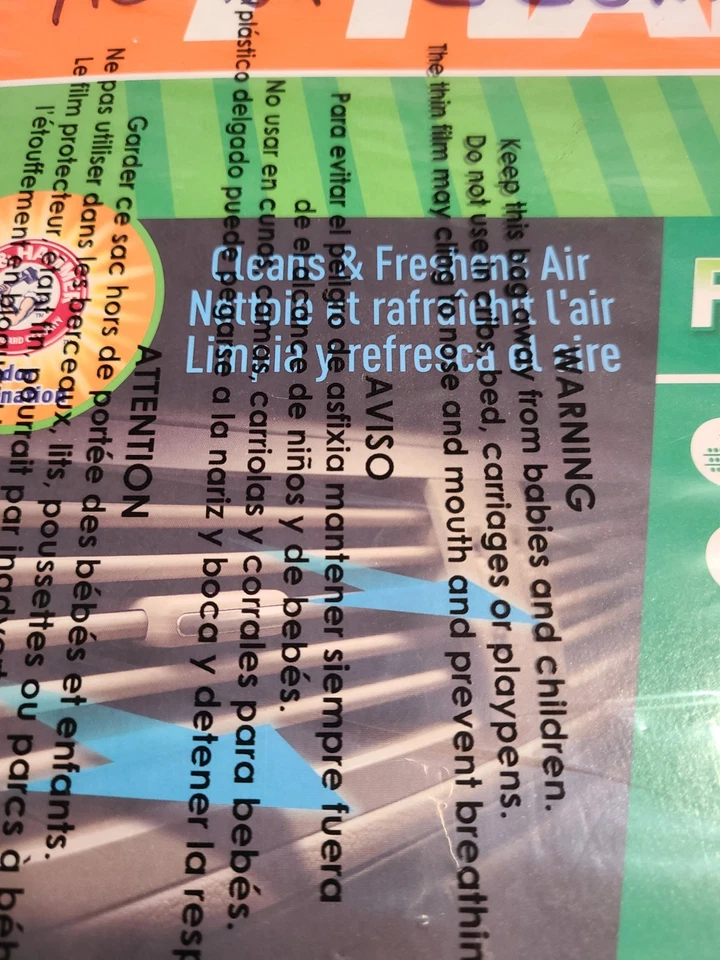 Cleans & Freshens Air
Nettoie et rafraîchit l'air
Limpia y refresca el aire
WARNING
Keep this bag away from babies and children.
Do not use in cribs, bed, carriages or playpens.
The thin film may cling to nose and mouth and prevent breathin
AVISO
Para evitar el peligro de asfixia mantener siempre fuera
de el alcance de niños y de bebés.
No usar en cunas, camas, carriolas y corrales para bebés.
plástico delgado puede pegarse a la nariz y boca y detener la resp
ATTENTION
Garder ce sac hors de portée des bébés et enfants.
Ne pas utiliser dans les berceaux, lits, poussettes ou parcs à béb
Le film protecteur étant fin pourrait par inadver
l'étouffement en
HAMMER